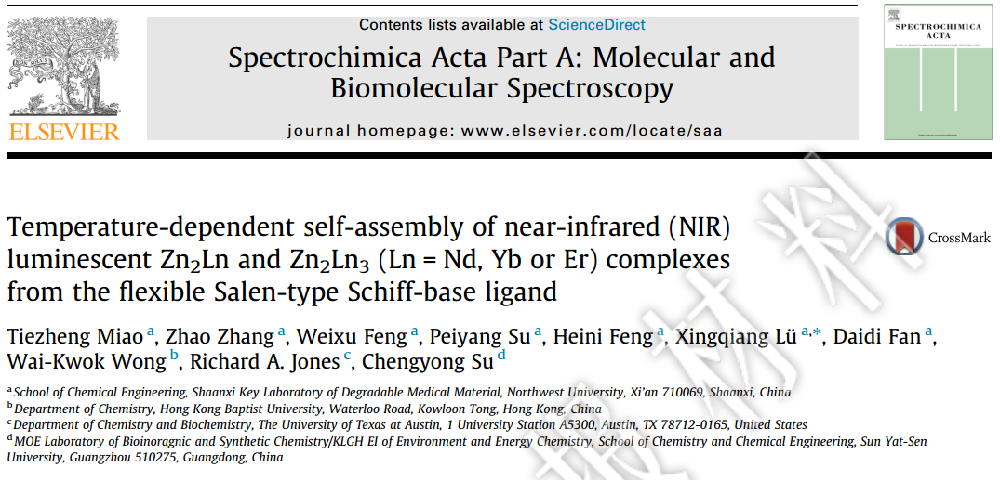 Contents lists available at ScienceDirect
Spectrochimica Acta Part A: Molecular and
Biomolecular Spectroscopy
journal homepage: www.elsevier.com/locate/saa
ELSEVIER
SPECTROCHIMICA
ACTA
PART A: MOLECULAR AND BIOMOLECULAR SPECTROSCOPY
Temperature-dependent self-assembly of near-infrared (NIR)
luminescent Zn₂Ln and Zn₂Ln₃ (Ln = Nd, Yb or Er) complexes
from the flexible Salen-type Schiff-base ligand
CrossMark
Tiezheng Miao a, Zhao Zhang a, Weixu Feng a, Peiyang Su a, Heini Feng a, Xingqiang Lü a,*, Daidi Fan a,
Wai-Kwok Wong b, Richard A. Jones c, Chengyong Su d
a School of Chemical Engineering, Shaanxi Key Laboratory of Degradable Medical Material, Northwest University, Xi'an 710069, Shaanxi, China
b Department of Chemistry, Hong Kong Baptist University, Waterloo Road, Kowloon Tong, Hong Kong, China
c Department of Chemistry and Biochemistry, The University of Texas at Austin, 1 University Station A5300, Austin, TX 78712-0165, United States
d MOE Laboratory of Bioinoragnic and Synthetic Chemistry/KLGH EI of Environment and Energy Chemistry, School of Chemistry and Chemical Engineering, Sun Yat-Sen
University, Guangzhou 510275, Guangdong, China
报材料